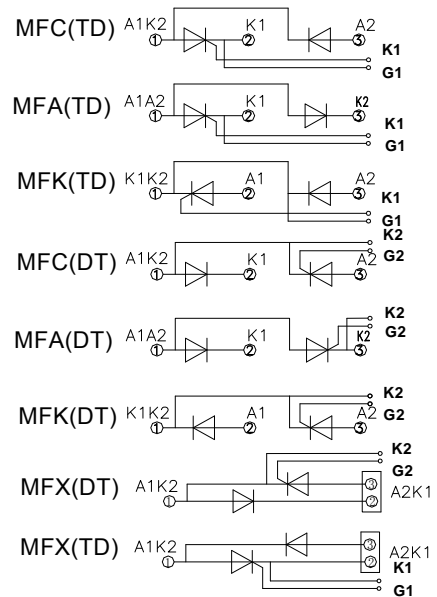 MFC(TD) A1K2 K1 A2
1 2 3
K1
G1
MFA(TD) A1A2 K1 K2
1 2 3
K1
G1
MFK(TD) K1K2 A1 A2
1 2 3
K1
G1
K2
MFC(DT) A1K2 K1 A2
G2
1 2 3
K2
MFA(DT) A1A2 K1 G2
K2
1 2 3
K2
MFK(DT) K1K2 A1 G2
A2
1 2 3
K2
G2
MFX(DT) A1K2 3 A2K1
1 2
MFX(TD) A1K2 3 A2K1
1 2 K1
G1